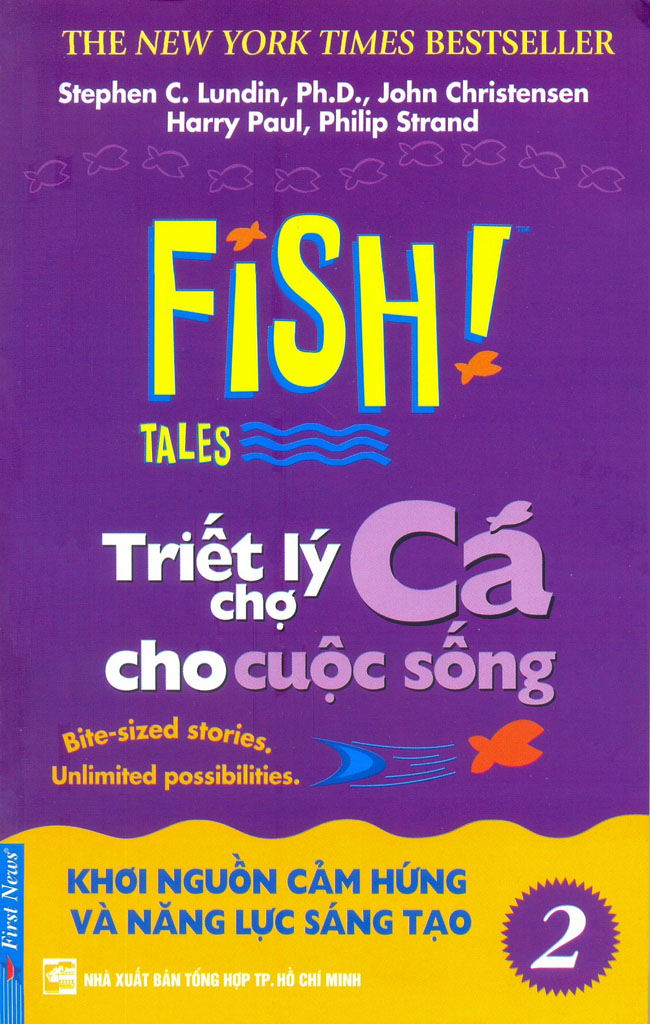 THE NEW YORK TIMES BESTSELLER
Stephen C. Lundin, Ph.D., John Christensen
Harry Paul, Philip Strand
FiSH!™
TALES
Triết lý
chợ Cá
cho cuộc sống
Bite-sized stories.
Unlimited possibilities.
KHƠI NGUỒN CẢM HỨNG
VÀ NĂNG LỰC SÁNG TẠO
2
First News®
NHÀ XUẤT BẢN TỔNG HỢP TP. HỒ CHÍ MINH